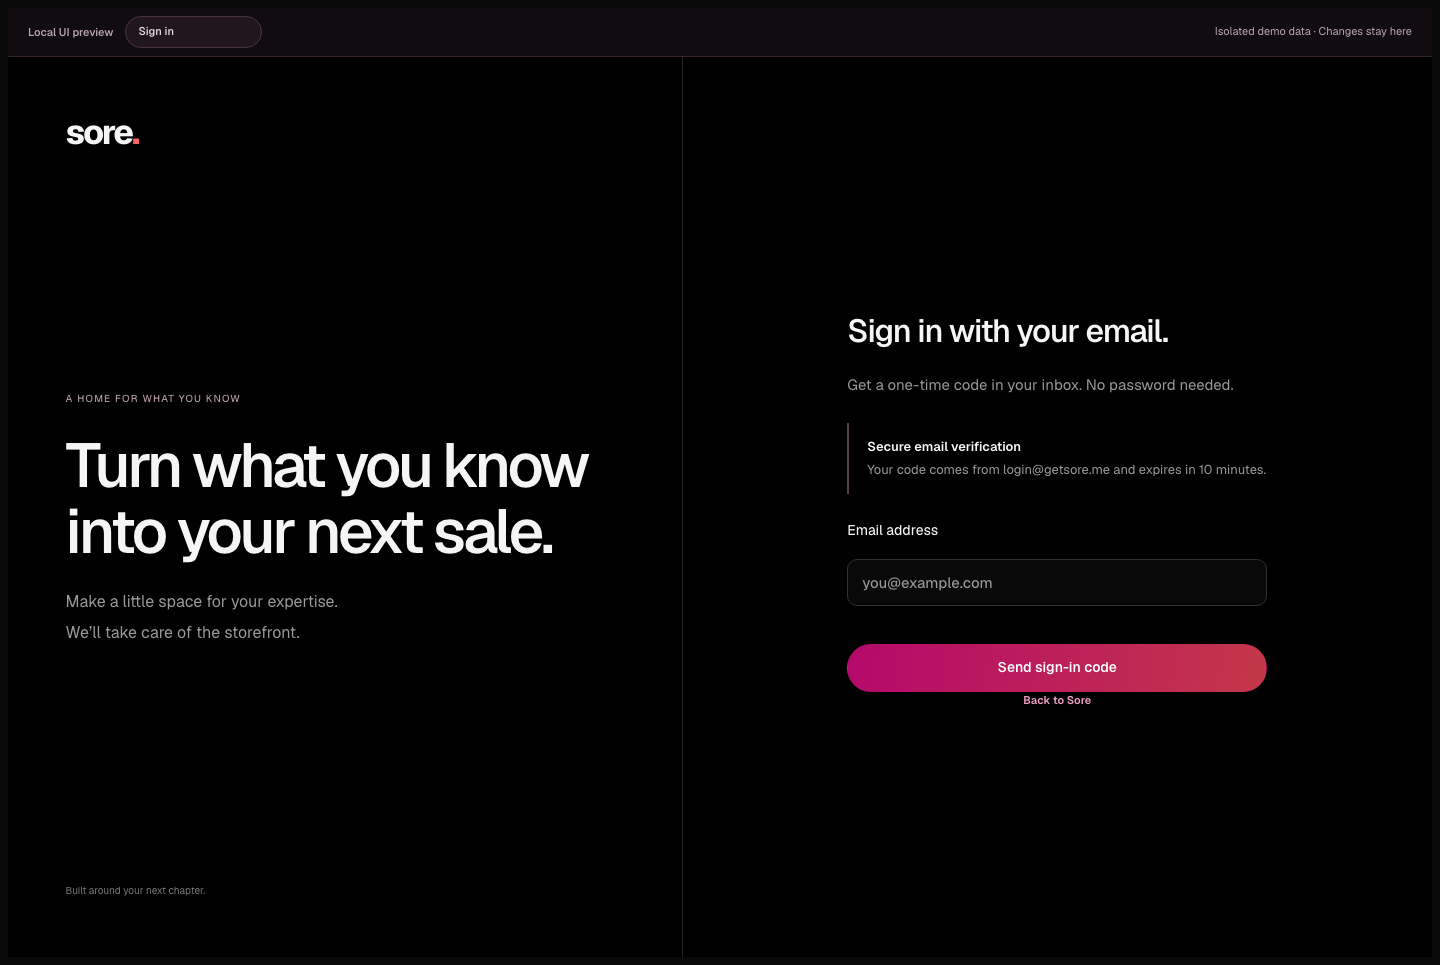 Local UI preview
Sign in
Isolated demo data · Changes stay here
sore.
A HOME FOR WHAT YOU KNOW
Turn what you know
into your next sale.
Make a little space for your expertise.
We’ll take care of the storefront.
Built around your next chapter.
Sign in with your email.
Get a one-time code in your inbox. No password needed.
Secure email verification
Your code comes from login@getsore.me and expires in 10 minutes.
Email address
you@example.com
Send sign-in code
Back to Sore